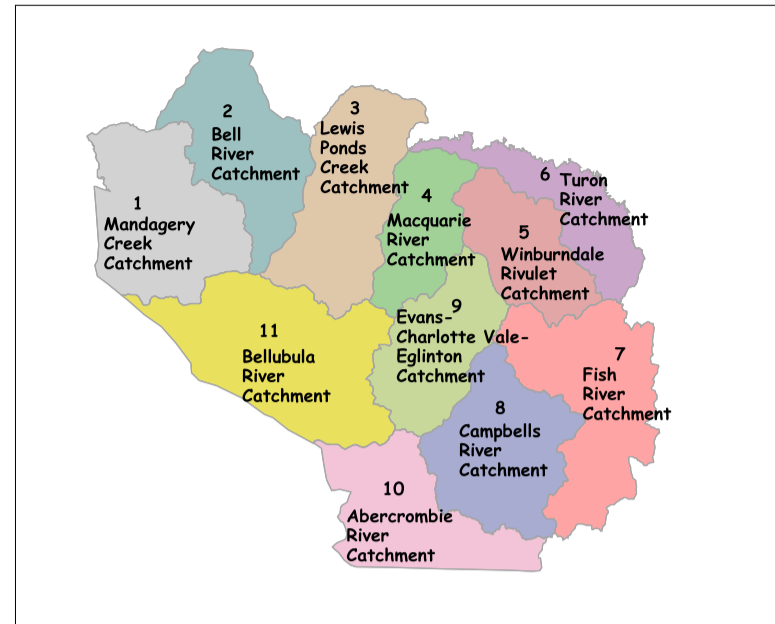 1
Mandagery
Creek
Catchment
2
Bell
River
Catchment
3
Lewis
Ponds
Creek
Catchment
4
Macquarie
River
Catchment
5
Winburndale
Rivulet
Catchment
6
Turon
River
Catchment
7
Fish
River
Catchment
8
Campbells
River
Catchment
9
Evans-
Charlotte Vale-
Eglinton
Catchment
10
Abercrombie
River
Catchment
11
Bellubula
River
Catchment